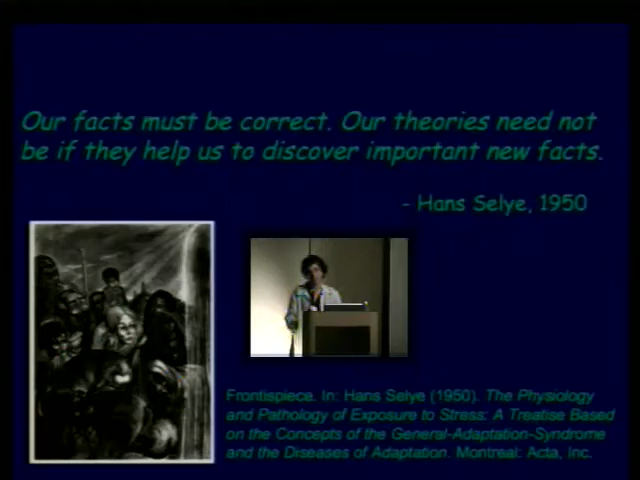 Our facts must be correct. Our theories need not
be if they help us to discover important new facts.
- Hans Selye, 1950
Frontispiece. In: Hans Selye (1950). The Physiology
and Pathology of Exposure to Stress: A Treatise Based
on the Concepts of the General-Adaptation-Syndrome
and the Diseases of Adaptation. Montreal: Acta, Inc.